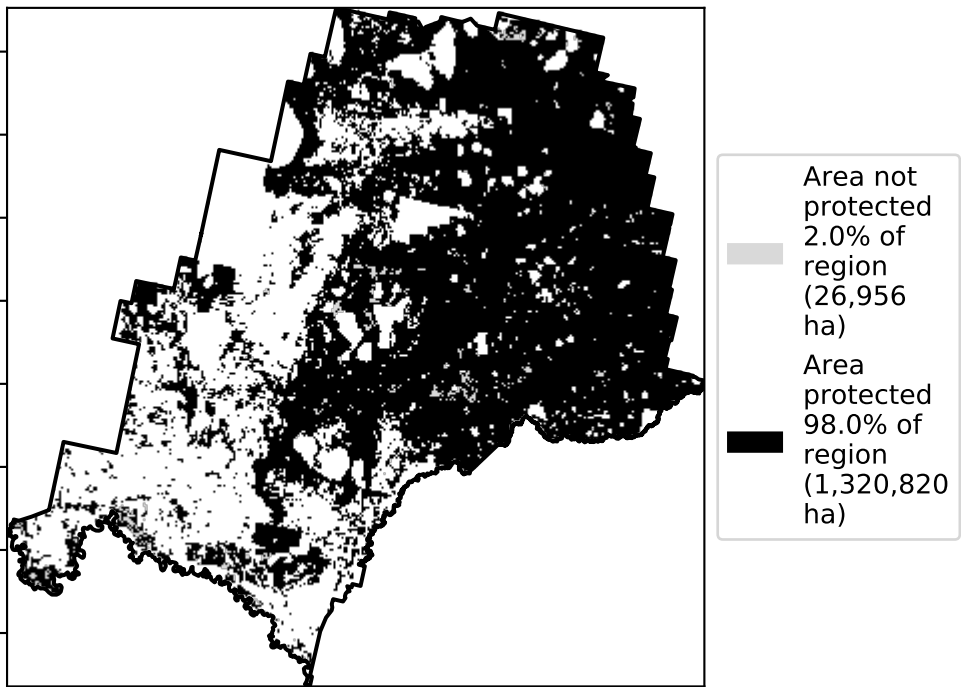 Area not
protected
2.0% of
region
(26,956
ha)
Area
protected
98.0% of
region
(1,320,820
ha)